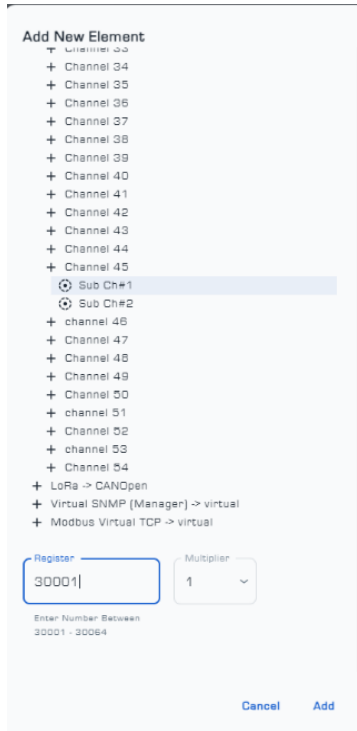 Add New Element
Channel 33
Channel 34
Channel 35
Channel 36
Channel 37
Channel 38
Channel 39
Channel 40
Channel 41
Channel 42
Channel 43
Channel 44
Channel 45
Sub Ch#1
Sub Ch#2
channel 46
Channel 47
Channel 48
Channel 49
Channel 50
channel 51
Channel 52
channel 53
Channel 54
LoRa -> CANOpen
Virtual SNMP (Manager) -> virtual
Modbus Virtual TCP -> virtual
Register Multiplier
30001 1
Enter Number Between
30001 - 30064
Cancel Add